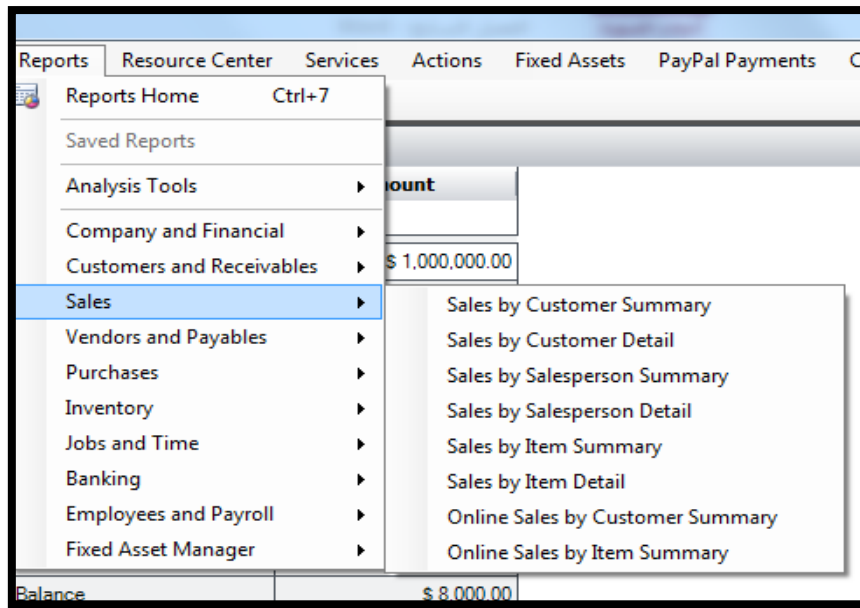 Reports Resource Center Services Actions Fixed Assets PayPal Payments
Reports Home Ctrl+7
Saved Reports
Analysis Tools
Company and Financial
Customers and Receivables
Sales
Vendors and Payables
Purchases
Inventory
Jobs and Time
Banking
Employees and Payroll
Fixed Asset Manager
ount
$ 1,000,000.00
Sales by Customer Summary
Sales by Customer Detail
Sales by Salesperson Summary
Sales by Salesperson Detail
Sales by Item Summary
Sales by Item Detail
Online Sales by Customer Summary
Online Sales by Item Summary
Balance $ 8,000.00